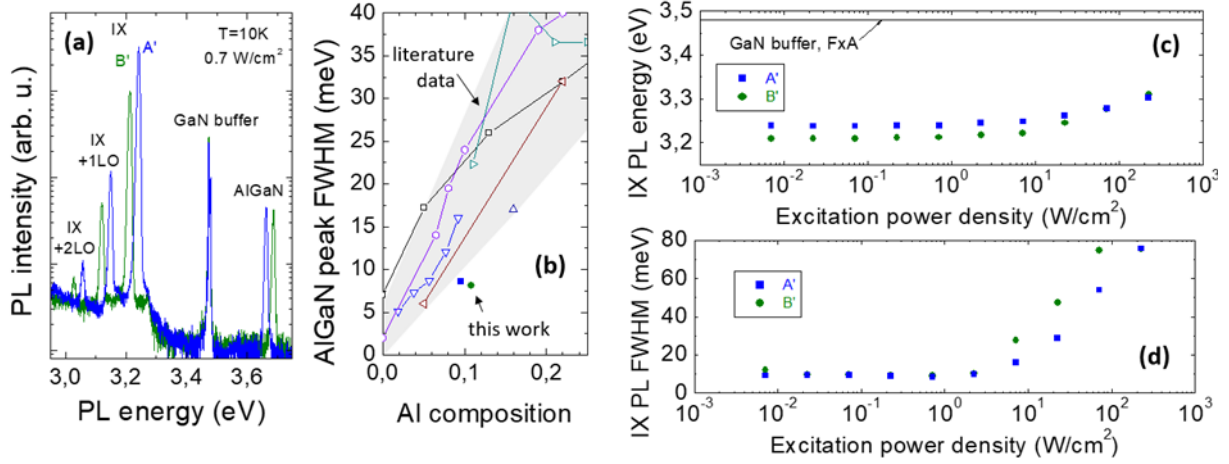 (a)
IX
A'
B'
T=10K
0.7 W/cm²
IX
+1LO
IX
+2LO
GaN buffer
AlGaN
PL intensity (arb. u.)
3,0
3,2
3,4
3,6
PL energy (eV)
AlGaN peak FWHM (meV)
40
35
30
25
20
15
10
5
0
literature
data
(b)
this work
0,0
0,1
0,2
Al composition
IX PL energy (eV)
3,5
3,4
3,3
3,2
(c)
GaN buffer, FxA
A'
B'
10⁻³
10⁻²
10⁻¹
10⁰
10¹
10²
10³
Excitation power density (W/cm²)
IX PL FWHM (meV)
80
60
40
20
0
A'
B'
(d)
10⁻³
10⁻²
10⁻¹
10⁰
10¹
10²
10³
Excitation power density (W/cm²)